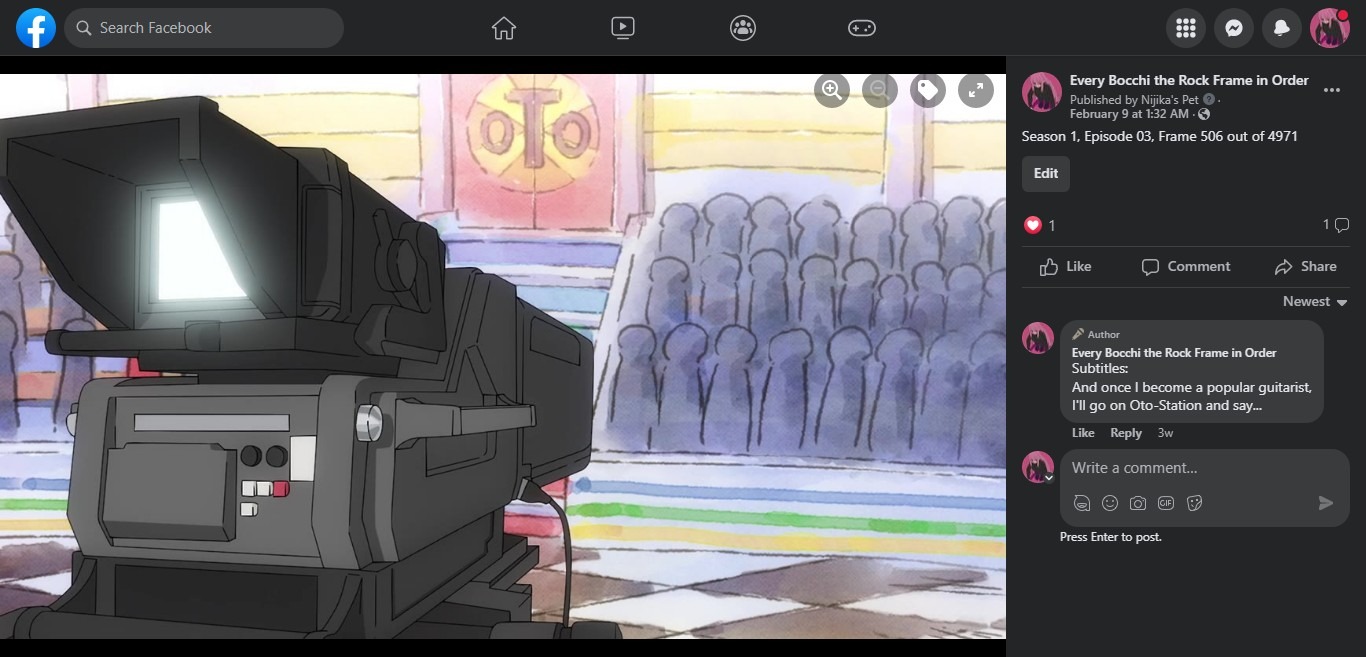 Search Facebook
OTO
Every Bocchi the Rock Frame in Order
Published by Nijika's Pet ·
February 9 at 1:32 AM ·
Season 1, Episode 03, Frame 506 out of 4971
Edit
1
1
Like
Comment
Share
Newest
Author
Every Bocchi the Rock Frame in Order
Subtitles:
And once I become a popular guitarist,
I'll go on Oto-Station and say...
Like Reply 3w
Write a comment...
GIF
Press Enter to post.